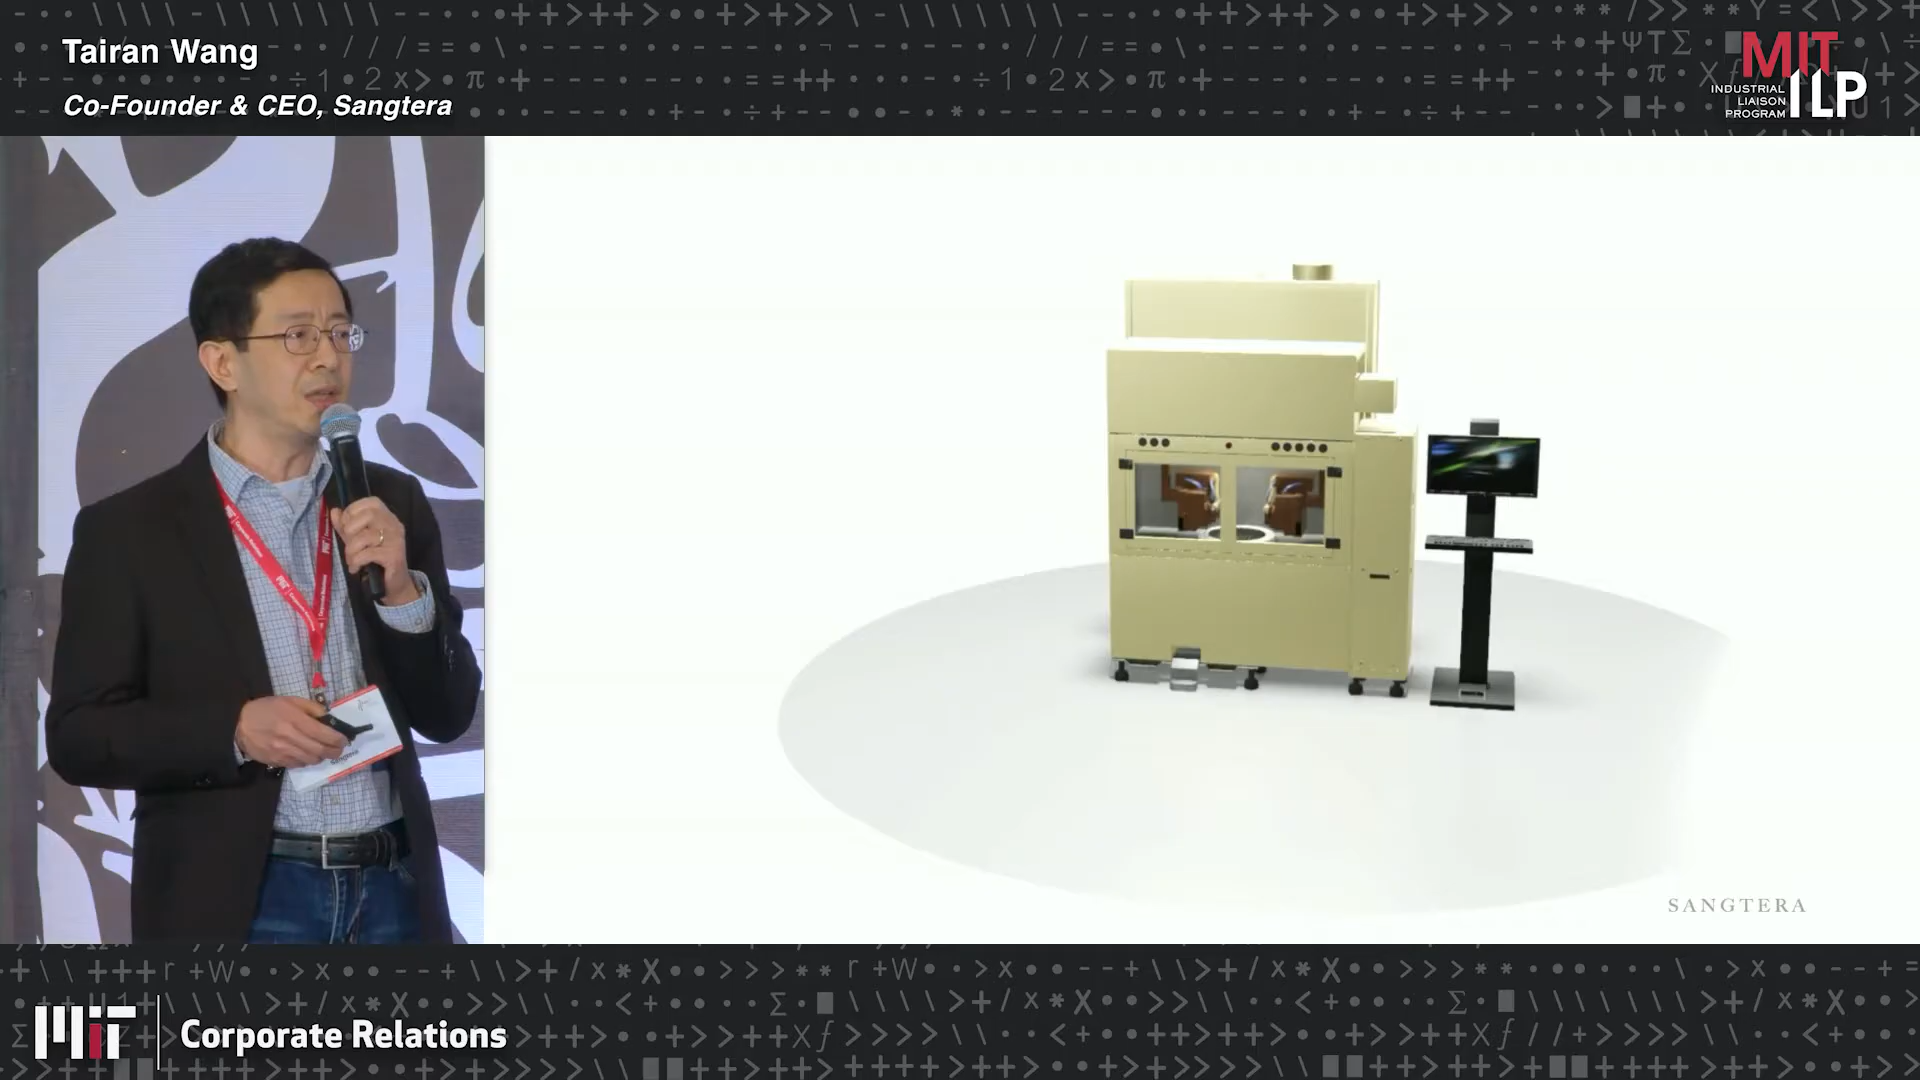 Tairan Wang
Co-Founder & CEO, Sangtera
MIT
INDUSTRIAL
LIAISON
PROGRAM
ILP
SANGTERA
MIT
Corporate Relations